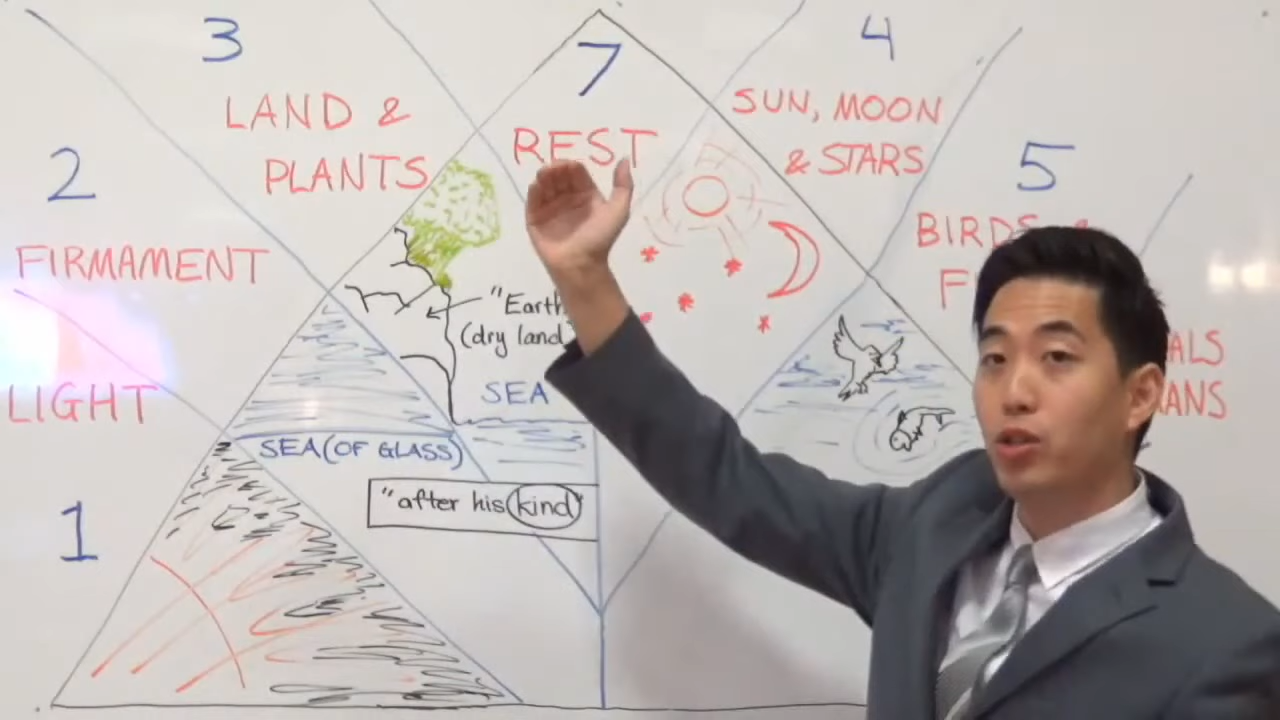 3
LAND &
PLANTS
7
REST
4
SUN, MOON
& STARS
2
FIRMAMENT
5
BIRDS &
LIGHT
1
"Earth
(dry land
SEA
SEA (OF GLASS)
"after his kind"